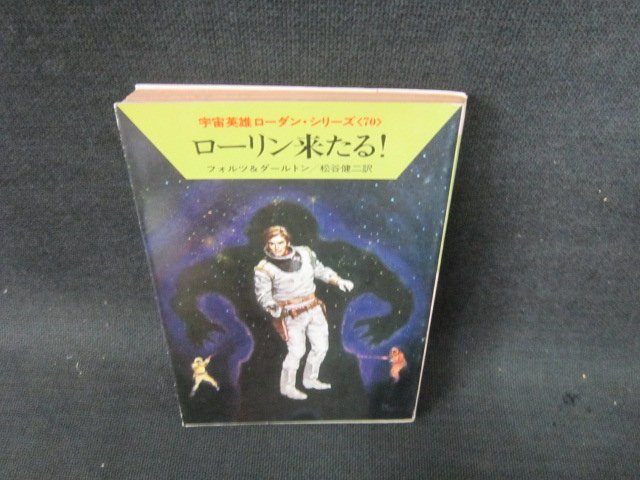 宇宙英雄ローダン・シリーズ〈70〉
ローリン来たる!
フォルツ&ダールトン/松谷健二訳